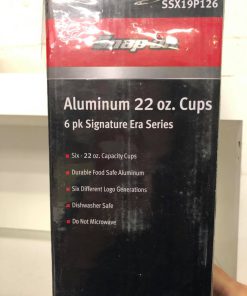 SSX19P126
Snap-on
Aluminum 22 oz. Cups
6 pk Signature Era Series
Six - 22 oz. Capacity Cups
Durable Food Safe Aluminum
Six Different Logo Generations
Dishwasher Safe
Do Not Microwave